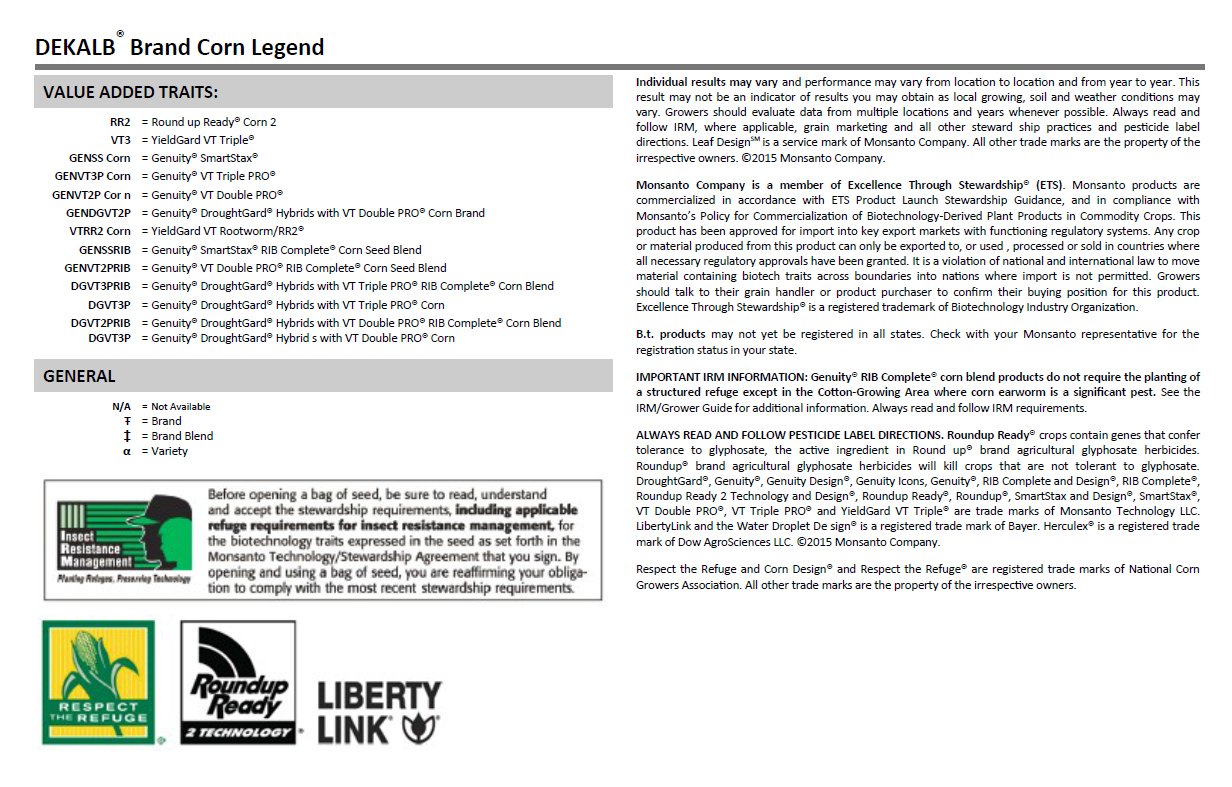 DEKALB® Brand Corn Legend
VALUE ADDED TRAITS:
RR2 = Round up Ready® Corn 2
VT3 = YieldGard VT Triple®
GENSS Corn = Genuity® SmartStax®
GENVT3P Corn = Genuity® VT Triple PRO®
GENVT2P Cor n = Genuity® VT Double PRO®
GENDGVT2P = Genuity® DroughtGard® Hybrids with VT Double PRO® Corn Brand
VTRR2 Corn = YieldGard VT Rootworm/RR2®
GENSSRIB = Genuity® SmartStax® RIB Complete® Corn Seed Blend
GENVT2PRIB = Genuity® VT Double PRO® RIB Complete® Corn Seed Blend
DGVT3PRIB = Genuity® DroughtGard® Hybrids with VT Triple PRO® RIB Complete® Corn Blend
DGVT3P = Genuity® DroughtGard® Hybrids with VT Triple PRO® Corn
DGVT2PRIB = Genuity® DroughtGard® Hybrids with VT Double PRO® RIB Complete® Corn Blend
DGVT3P = Genuity® DroughtGard® Hybrid s with VT Double PRO® Corn
GENERAL
N/A = Not Available
Ŧ = Brand
‡ = Brand Blend
α = Variety
Insect
Resistance
Management
Planting Refuges, Preserving Technology
Before opening a bag of seed, be sure to read, understand
and accept the stewardship requirements, including applicable
refuge requirements for insect resistance management, for
the biotechnology traits expressed in the seed as set forth in the
Monsanto Technology/Stewardship Agreement that you sign. By
opening and using a bag of seed, you are reaffirming your obliga-
tion to comply with the most recent stewardship requirements.
RESPECT
THE REFUGE
®
Roundup
Ready
2 TECHNOLOGY®
LIBERTY
LINK®
Individual results may vary and performance may vary from location to location and from year to year. This
result may not be an indicator of results you may obtain as local growing, soil and weather conditions may
vary. Growers should evaluate data from multiple locations and years whenever possible. Always read and
follow IRM, where applicable, grain marketing and all other steward ship practices and pesticide label
directions. Leaf Design℠ is a service mark of Monsanto Company. All other trade marks are the property of the
irrespective owners. ©2015 Monsanto Company.
Monsanto Company is a member of Excellence Through Stewardship® (ETS). Monsanto products are
commercialized in accordance with ETS Product Launch Stewardship Guidance, and in compliance with
Monsanto's Policy for Commercialization of Biotechnology-Derived Plant Products in Commodity Crops. This
product has been approved for import into key export markets with functioning regulatory systems. Any crop
or material produced from this product can only be exported to, or used , processed or sold in countries where
all necessary regulatory approvals have been granted. It is a violation of national and international law to move
material containing biotech traits across boundaries into nations where import is not permitted. Growers
should talk to their grain handler or product purchaser to confirm their buying position for this product.
Excellence Through Stewardship® is a registered trademark of Biotechnology Industry Organization.
B.t. products may not yet be registered in all states. Check with your Monsanto representative for the
registration status in your state.
IMPORTANT IRM INFORMATION: Genuity® RIB Complete® corn blend products do not require the planting of
a structured refuge except in the Cotton-Growing Area where corn earworm is a significant pest. See the
IRM/Grower Guide for additional information. Always read and follow IRM requirements.
ALWAYS READ AND FOLLOW PESTICIDE LABEL DIRECTIONS. Roundup Ready® crops contain genes that confer
tolerance to glyphosate, the active ingredient in Round up® brand agricultural glyphosate herbicides.
Roundup® brand agricultural glyphosate herbicides will kill crops that are not tolerant to glyphosate.
DroughtGard®, Genuity®, Genuity Design®, Genuity Icons, Genuity®, RIB Complete and Design®, RIB Complete®,
Roundup Ready 2 Technology and Design®, Roundup Ready®, Roundup®, SmartStax and Design®, SmartStax®,
VT Double PRO®, VT Triple PRO® and YieldGard VT Triple® are trade marks of Monsanto Technology LLC.
LibertyLink and the Water Droplet De sign® is a registered trade mark of Bayer. Herculex® is a registered trade
mark of Dow AgroSciences LLC. ©2015 Monsanto Company.
Respect the Refuge and Corn Design® and Respect the Refuge® are registered trade marks of National Corn
Growers Association. All other trade marks are the property of the irrespective owners.